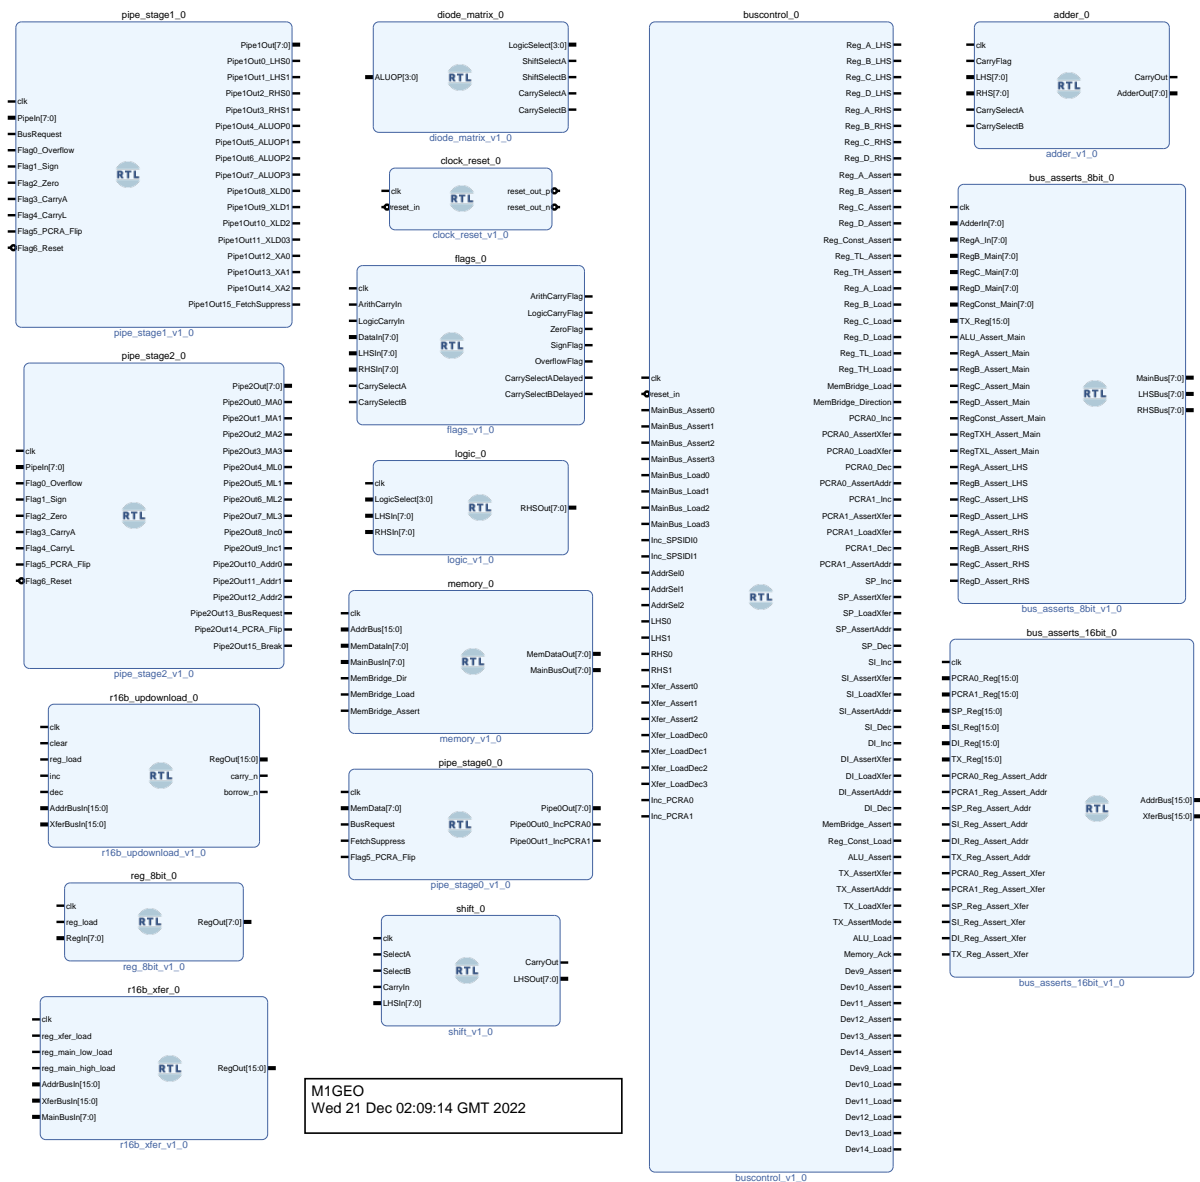 pipe_stage1_0
clk
PipeIn[7:0]
BusRequest
Flag0_Overflow
Flag1_Sign
Flag2_Zero
Flag3_CarryA
Flag4_CarryL
Flag5_PCRA_Flip
Flag6_Reset
RTL
Pipe1Out[7:0]
Pipe1Out0_LHS0
Pipe1Out1_LHS1
Pipe1Out2_RHS0
Pipe1Out3_RHS1
Pipe1Out4_ALUOP0
Pipe1Out5_ALUOP1
Pipe1Out6_ALUOP2
Pipe1Out7_ALUOP3
Pipe1Out8_XLD0
Pipe1Out9_XLD1
Pipe1Out10_XLD2
Pipe1Out11_XLD03
Pipe1Out12_XA0
Pipe1Out13_XA1
Pipe1Out14_XA2
Pipe1Out15_FetchSuppress
pipe_stage1_v1_0
pipe_stage2_0
clk
PipeIn[7:0]
Flag0_Overflow
Flag1_Sign
Flag2_Zero
Flag3_CarryA
Flag4_CarryL
Flag5_PCRA_Flip
Flag6_Reset
RTL
Pipe2Out[7:0]
Pipe2Out0_MA0
Pipe2Out1_MA1
Pipe2Out2_MA2
Pipe2Out3_MA3
Pipe2Out4_ML0
Pipe2Out5_ML1
Pipe2Out6_ML2
Pipe2Out7_ML3
Pipe2Out8_Inc0
Pipe2Out9_Inc1
Pipe2Out10_Addr0
Pipe2Out11_Addr1
Pipe2Out12_Addr2
Pipe2Out13_BusRequest
Pipe2Out14_PCRA_Flip
Pipe2Out15_Break
pipe_stage2_v1_0
r16b_updownload_0
clk
clear
reg_load
inc
dec
AddrBusIn[15:0]
XferBusIn[15:0]
RTL
RegOut[15:0]
carry_n
borrow_n
r16b_updownload_v1_0
reg_8bit_0
clk
reg_load
RegIn[7:0]
RTL
RegOut[7:0]
reg_8bit_v1_0
r16b_xfer_0
clk
reg_xfer_load
reg_main_low_load
reg_main_high_load
AddrBusIn[15:0]
XferBusIn[15:0]
MainBusIn[7:0]
RTL
RegOut[15:0]
r16b_xfer_v1_0
diode_matrix_0
ALUOP[3:0]
RTL
LogicSelect[3:0]
ShiftSelectA
ShiftSelectB
CarrySelectA
CarrySelectB
diode_matrix_v1_0
clock_reset_0
clk
reset_in
RTL
reset_out_p
reset_out_n
clock_reset_v1_0
flags_0
clk
ArithCarryIn
LogicCarryIn
DataIn[7:0]
LHSIn[7:0]
RHSIn[7:0]
CarrySelectA
CarrySelectB
RTL
ArithCarryFlag
LogicCarryFlag
ZeroFlag
SignFlag
OverflowFlag
CarrySelectADelayed
CarrySelectBDelayed
flags_v1_0
logic_0
clk
LogicSelect[3:0]
LHSIn[7:0]
RHSIn[7:0]
RTL
RHSOut[7:0]
logic_v1_0
memory_0
clk
AddrBus[15:0]
MemDataIn[7:0]
MainBusIn[7:0]
MemBridge_Dir
MemBridge_Load
MemBridge_Assert
RTL
MemDataOut[7:0]
MainBusOut[7:0]
memory_v1_0
pipe_stage0_0
clk
MemData[7:0]
BusRequest
FetchSuppress
Flag5_PCRA_Flip
RTL
Pipe0Out[7:0]
Pipe0Out0_IncPCRA0
Pipe0Out1_IncPCRA1
pipe_stage0_v1_0
shift_0
clk
SelectA
SelectB
CarryIn
LHSIn[7:0]
RTL
CarryOut
LHSOut[7:0]
shift_v1_0
M1GEO
Wed 21 Dec 02:09:14 GMT 2022
buscontrol_0
clk
reset_in
MainBus_Assert0
MainBus_Assert1
MainBus_Assert2
MainBus_Assert3
MainBus_Load0
MainBus_Load1
MainBus_Load2
MainBus_Load3
Inc_SPSIDI0
Inc_SPSIDI1
AddrSel0
AddrSel1
AddrSel2
LHS0
LHS1
RHS0
RHS1
Xfer_Assert0
Xfer_Assert1
Xfer_Assert2
Xfer_LoadDec0
Xfer_LoadDec1
Xfer_LoadDec2
Xfer_LoadDec3
Inc_PCRA0
Inc_PCRA1
RTL
Reg_A_LHS
Reg_B_LHS
Reg_C_LHS
Reg_D_LHS
Reg_A_RHS
Reg_B_RHS
Reg_C_RHS
Reg_D_RHS
Reg_A_Assert
Reg_B_Assert
Reg_C_Assert
Reg_D_Assert
Reg_Const_Assert
Reg_TL_Assert
Reg_TH_Assert
Reg_A_Load
Reg_B_Load
Reg_C_Load
Reg_D_Load
Reg_TL_Load
Reg_TH_Load
MemBridge_Load
MemBridge_Direction
PCRA0_Inc
PCRA0_AssertXfer
PCRA0_LoadXfer
PCRA0_Dec
PCRA0_AssertAddr
PCRA1_Inc
PCRA1_AssertXfer
PCRA1_LoadXfer
PCRA1_Dec
PCRA1_AssertAddr
SP_Inc
SP_AssertXfer
SP_LoadXfer
SP_AssertAddr
SP_Dec
SI_Inc
SI_AssertXfer
SI_LoadXfer
SI_AssertAddr
SI_Dec
DI_Inc
DI_AssertXfer
DI_LoadXfer
DI_AssertAddr
DI_Dec
MemBridge_Assert
Reg_Const_Load
ALU_Assert
TX_AssertXfer
TX_AssertAddr
TX_LoadXfer
TX_AssertMode
ALU_Load
Memory_Ack
Dev9_Assert
Dev10_Assert
Dev11_Assert
Dev12_Assert
Dev13_Assert
Dev14_Assert
Dev9_Load
Dev10_Load
Dev11_Load
Dev12_Load
Dev13_Load
Dev14_Load
buscontrol_v1_0
adder_0
clk
CarryFlag
LHS[7:0]
RHS[7:0]
CarrySelectA
CarrySelectB
RTL
CarryOut
AdderOut[7:0]
adder_v1_0
bus_asserts_8bit_0
clk
AdderIn[7:0]
RegA_In[7:0]
RegB_Main[7:0]
RegC_Main[7:0]
RegD_Main[7:0]
RegConst_Main[7:0]
TX_Reg[15:0]
ALU_Assert_Main
RegA_Assert_Main
RegB_Assert_Main
RegC_Assert_Main
RegD_Assert_Main
RegConst_Assert_Main
RegTXH_Assert_Main
RegTXL_Assert_Main
RegA_Assert_LHS
RegB_Assert_LHS
RegC_Assert_LHS
RegD_Assert_LHS
RegA_Assert_RHS
RegB_Assert_RHS
RegC_Assert_RHS
RegD_Assert_RHS
RTL
MainBus[7:0]
LHSBus[7:0]
RHSBus[7:0]
bus_asserts_8bit_v1_0
bus_asserts_16bit_0
clk
PCRA0_Reg[15:0]
PCRA1_Reg[15:0]
SP_Reg[15:0]
SI_Reg[15:0]
DI_Reg[15:0]
TX_Reg[15:0]
PCRA0_Reg_Assert_Addr
PCRA1_Reg_Assert_Addr
SP_Reg_Assert_Addr
SI_Reg_Assert_Addr
DI_Reg_Assert_Addr
TX_Reg_Assert_Addr
PCRA0_Reg_Assert_Xfer
PCRA1_Reg_Assert_Xfer
SP_Reg_Assert_Xfer
SI_Reg_Assert_Xfer
DI_Reg_Assert_Xfer
TX_Reg_Assert_Xfer
RTL
AddrBus[15:0]
XferBus[15:0]
bus_asserts_16bit_v1_0